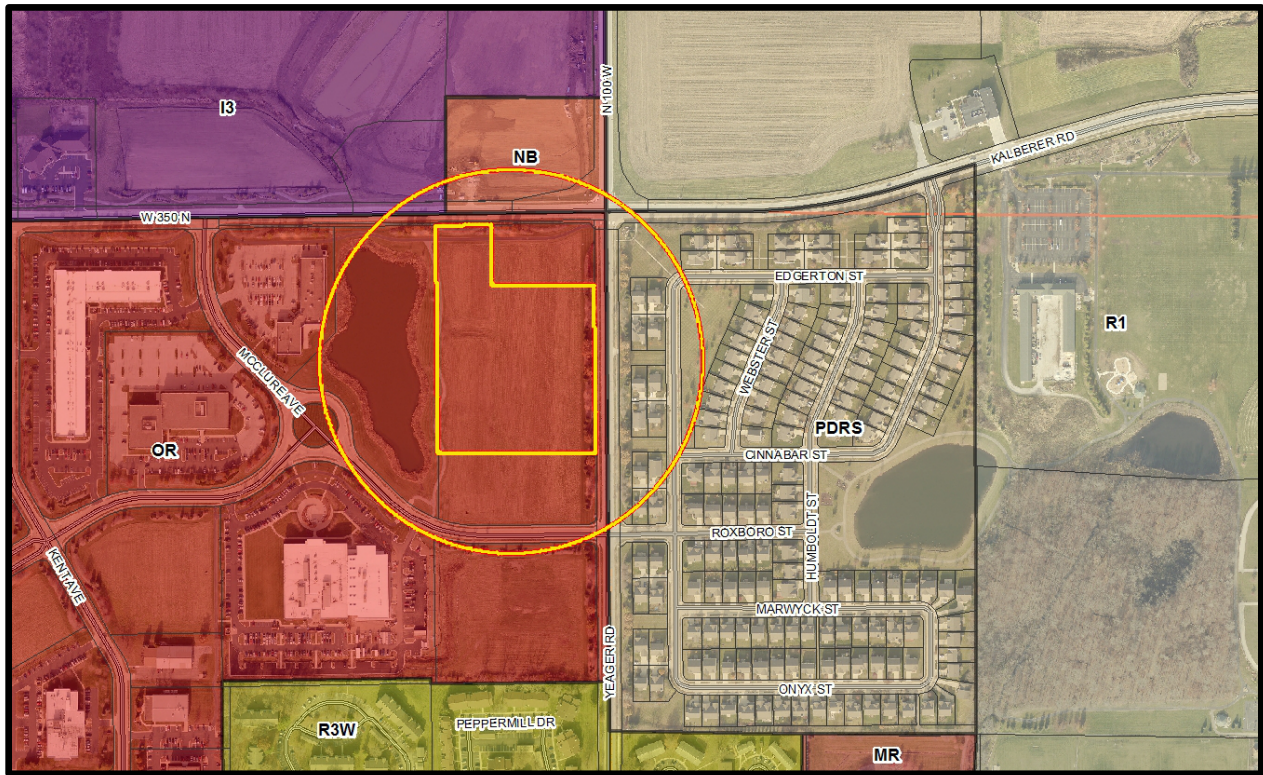 I3
N 100 W
NB
KALBERER RD
W 350 N
EDGERTON ST
R1
WEBSTER ST
MCCLURE AVE
PDRS
OR
CINNABAR ST
HUMBOLDT ST
ROXBORO ST
KENT AVE
MARWYCK ST
YEAGER RD
ONYX ST
R3W
PEPPERMILL DR
MR